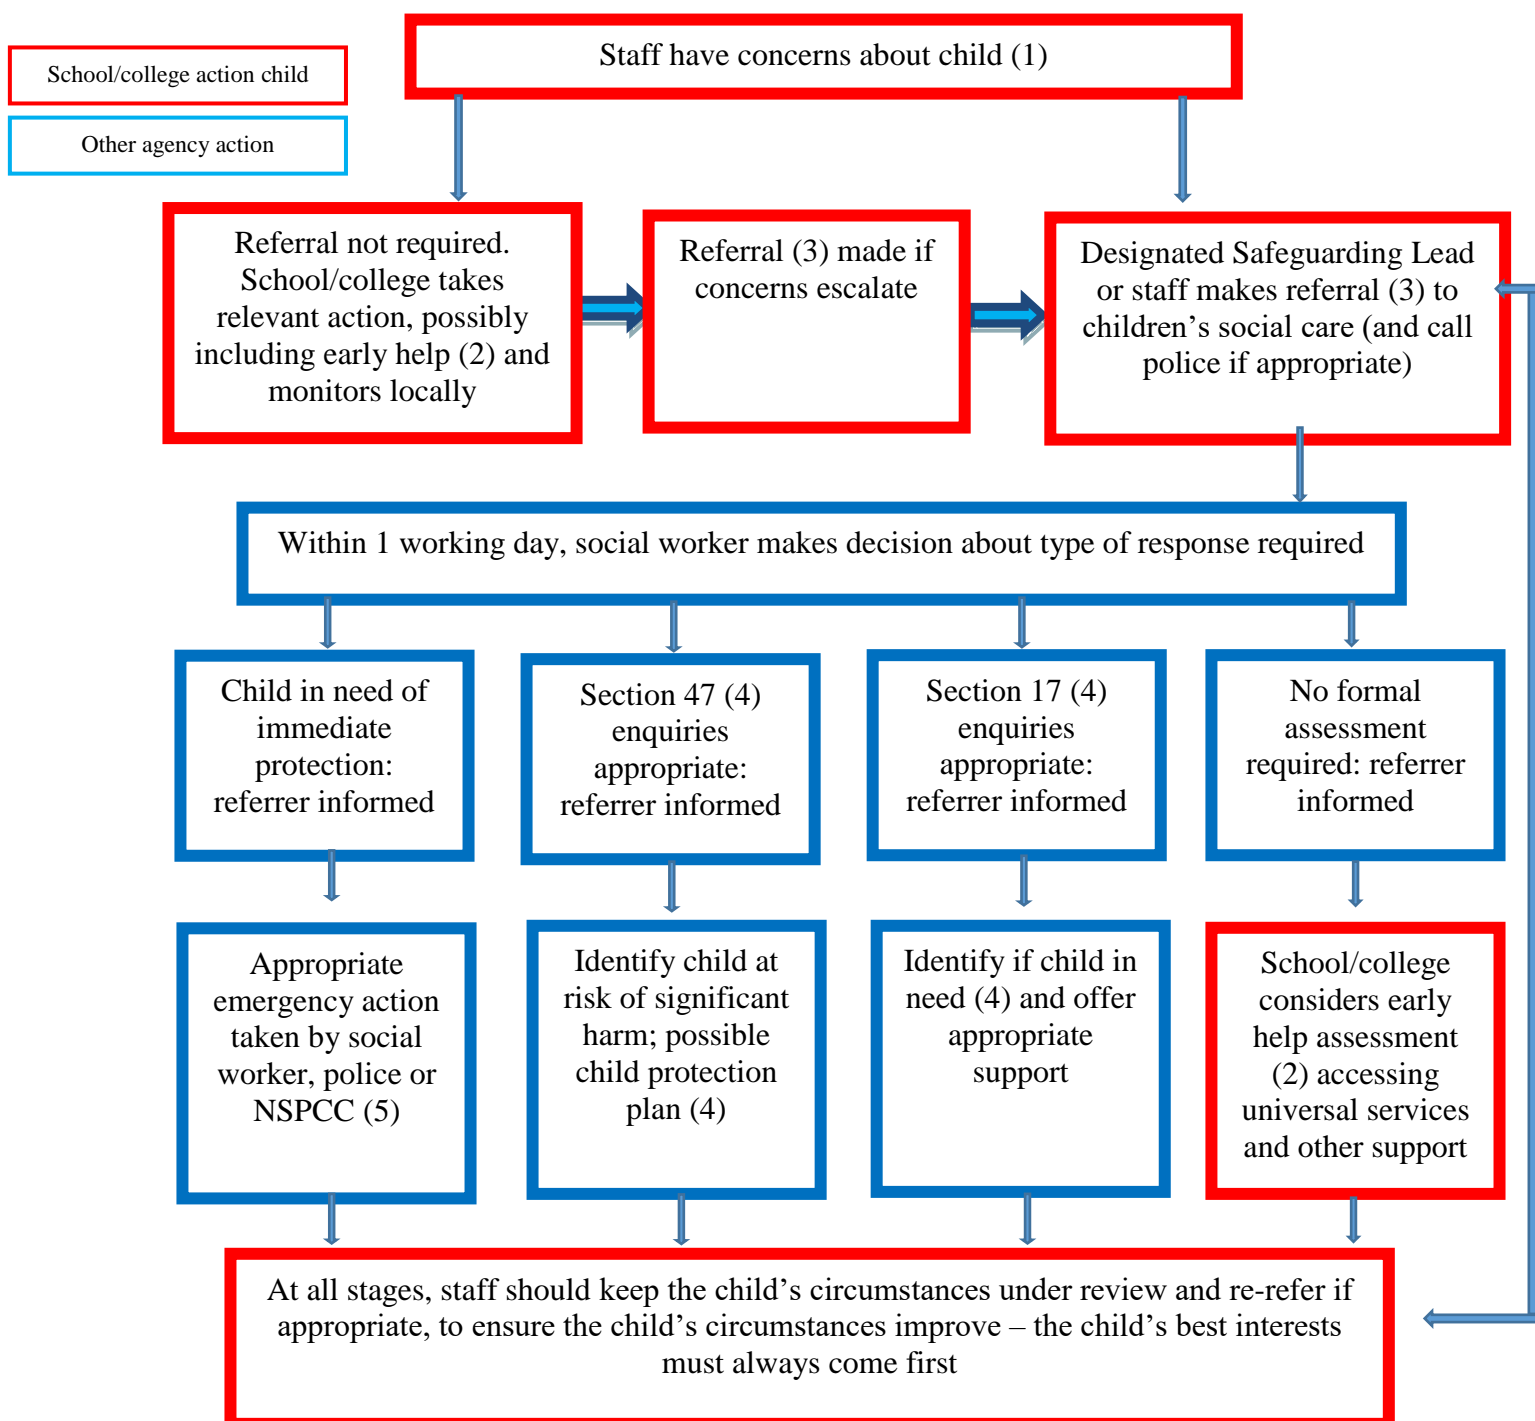 Staff have concerns about child (1)
School/college action child
Other agency action
Referral not required.
School/college takes
relevant action, possibly
including early help (2) and
monitors locally
Referral (3) made if
concerns escalate
Designated Safeguarding Lead
or staff makes referral (3) to
children’s social care (and call
police if appropriate)
Within 1 working day, social worker makes decision about type of response required
Child in need of
immediate
protection:
referrer informed
Section 47 (4)
enquiries
appropriate:
referrer informed
Section 17 (4)
enquiries
appropriate:
referrer informed
No formal
assessment
required: referrer
informed
Appropriate
emergency action
taken by social
worker, police or
NSPCC (5)
Identify child at
risk of significant
harm; possible
child protection
plan (4)
Identify if child in
need (4) and offer
appropriate
support
School/college
considers early
help assessment
(2) accessing
universal services
and other support
At all stages, staff should keep the child’s circumstances under review and re-refer if
appropriate, to ensure the child’s circumstances improve – the child’s best interests
must always come first